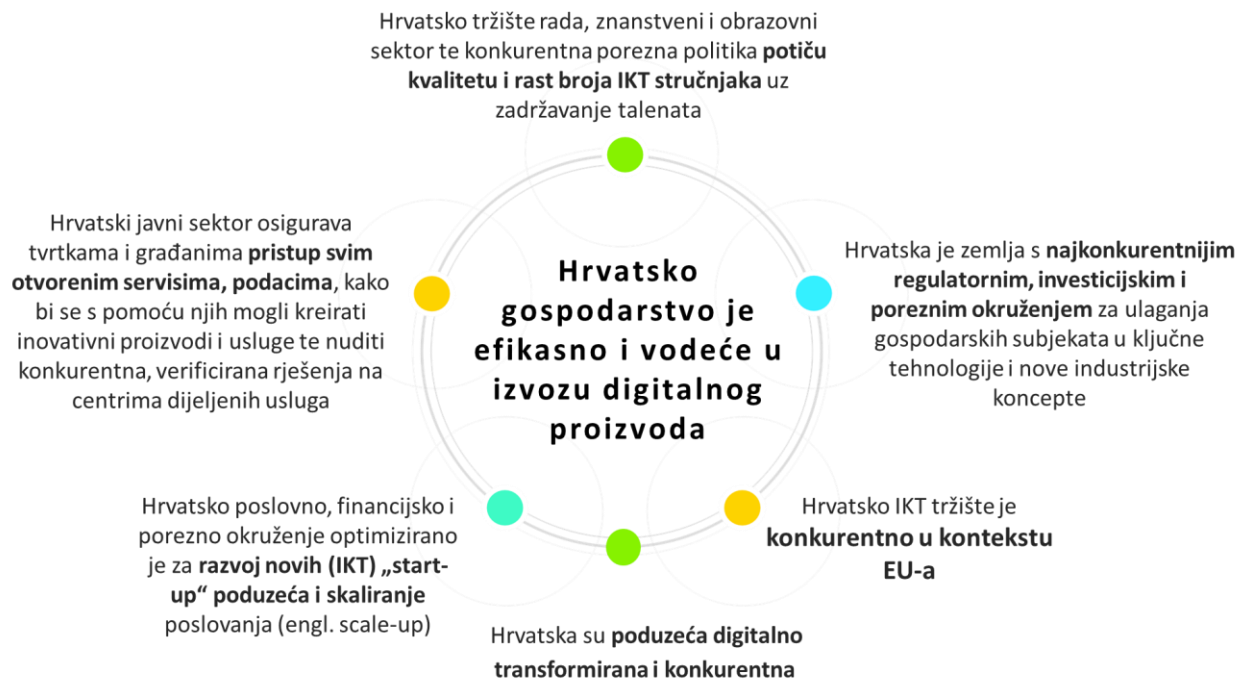 Hrvatsko tržište rada, znanstveni i obrazovni
sektor te konkurentna porezna politika potiču
kvalitetu i rast broja IKT stručnjaka uz
zadržavanje talenata
Hrvatski javni sektor osigurava
tvrtkama i građanima pristup svim
otvorenim servisima, podacima, kako
bi se s pomoću njih mogli kreirati
inovativni proizvodi i usluge te nuditi
konkurentna, verificirana rješenja na
centrima dijeljenih usluga
Hrvatsko
gospodarstvo je
efikasno i vodeće u
izvozu digitalnog
proizvoda
Hrvatska je zemlja s najkonkurentnijim
regulatornim, investicijskim i
poreznim okruženjem za ulaganja
gospodarskih subjekata u ključne
tehnologije i nove industrijske
koncepte
Hrvatsko poslovno, financijsko i
porezno okruženje optimizirano
je za razvoj novih (IKT) „start-
up“ poduzeća i skaliranje
poslovanja (engl. scale-up)
Hrvatsko IKT tržište je
konkurentno u kontekstu
EU-a
Hrvatska su poduzeća digitalno
transformirana i konkurentna